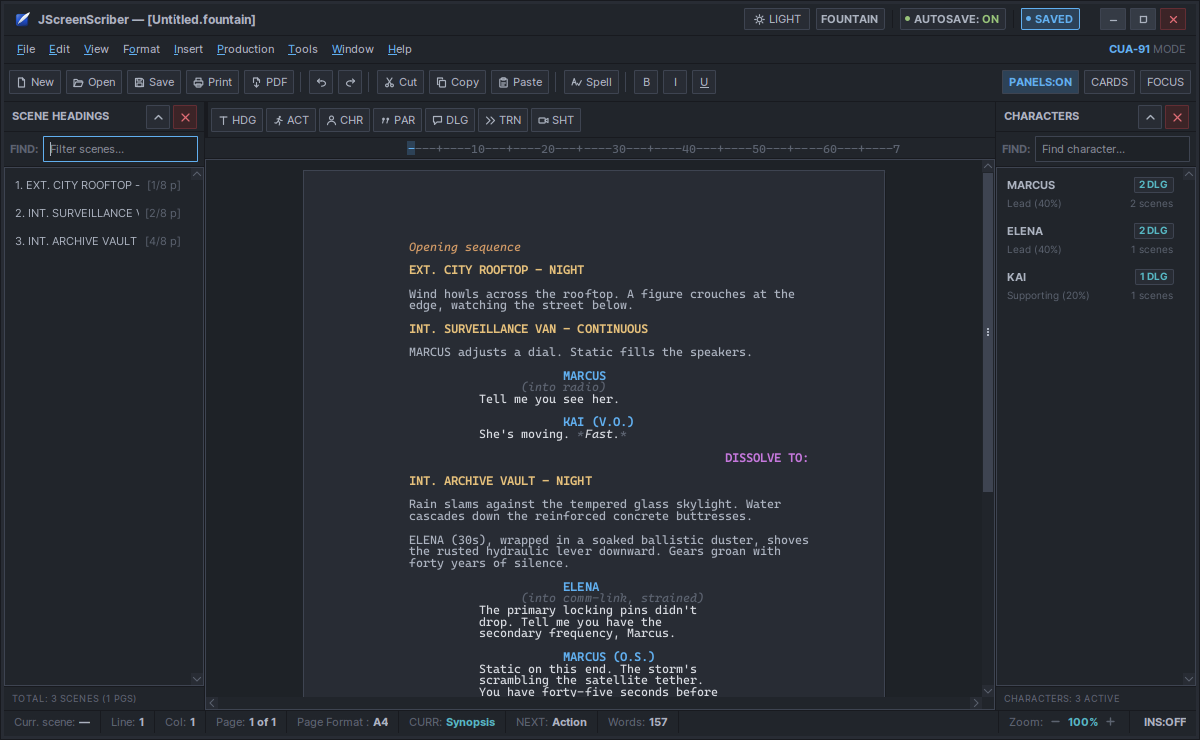 JScreenScriber — [Untitled.fountain]
LIGHT
FOUNTAIN
AUTOSAVE: ON
SAVED
File Edit View Format Insert Production Tools Window Help
CUA-91 MODE
New Open Save Print PDF Cut Copy Paste Spell B I U
PANELS:ON CARDS FOCUS
SCENE HEADINGS
FIND: Filter scenes...
1. EXT. CITY ROOFTOP - [1/8 p]
2. INT. SURVEILLANCE [2/8 p]
3. INT. ARCHIVE VAULT [4/8 p]
TOTAL: 3 SCENES (1 PGS)
HDG ACT CHR PAR DLG TRN SHT
----+----10----+----20----+----30----+----40----+----50----+----60----+----7
Opening sequence
EXT. CITY ROOFTOP – NIGHT
Wind howls across the rooftop. A figure crouches at the
edge, watching the street below.
INT. SURVEILLANCE VAN – CONTINUOUS
MARCUS adjusts a dial. Static fills the speakers.
MARCUS
(into radio)
Tell me you see her.
KAI (V.O.)
She's moving. *Fast.*
DISSOLVE TO:
INT. ARCHIVE VAULT – NIGHT
Rain slams against the tempered glass skylight. Water
cascades down the reinforced concrete buttresses.
ELENA (30s), wrapped in a soaked ballistic duster, shoves
the rusted hydraulic lever downward. Gears groan with
forty years of silence.
ELENA
(into comm-link, strained)
The primary locking pins didn't
drop. Tell me you have the
secondary frequency, Marcus.
MARCUS (O.S.)
Static on this end. The storm's
scrambling the satellite tether.
You have forty-five seconds before
CHARACTERS
FIND: Find character...
MARCUS 2 DLG
Lead (40%) 2 scenes
ELENA 2 DLG
Lead (40%) 1 scenes
KAI 1 DLG
Supporting (20%) 1 scenes
CHARACTERS: 3 ACTIVE
Curr. scene: — Line: 1 Col: 1 Page: 1 of 1 Page Format : A4 CURR: Synopsis NEXT: Action Words: 157 Zoom: − 100% + INS:OFF